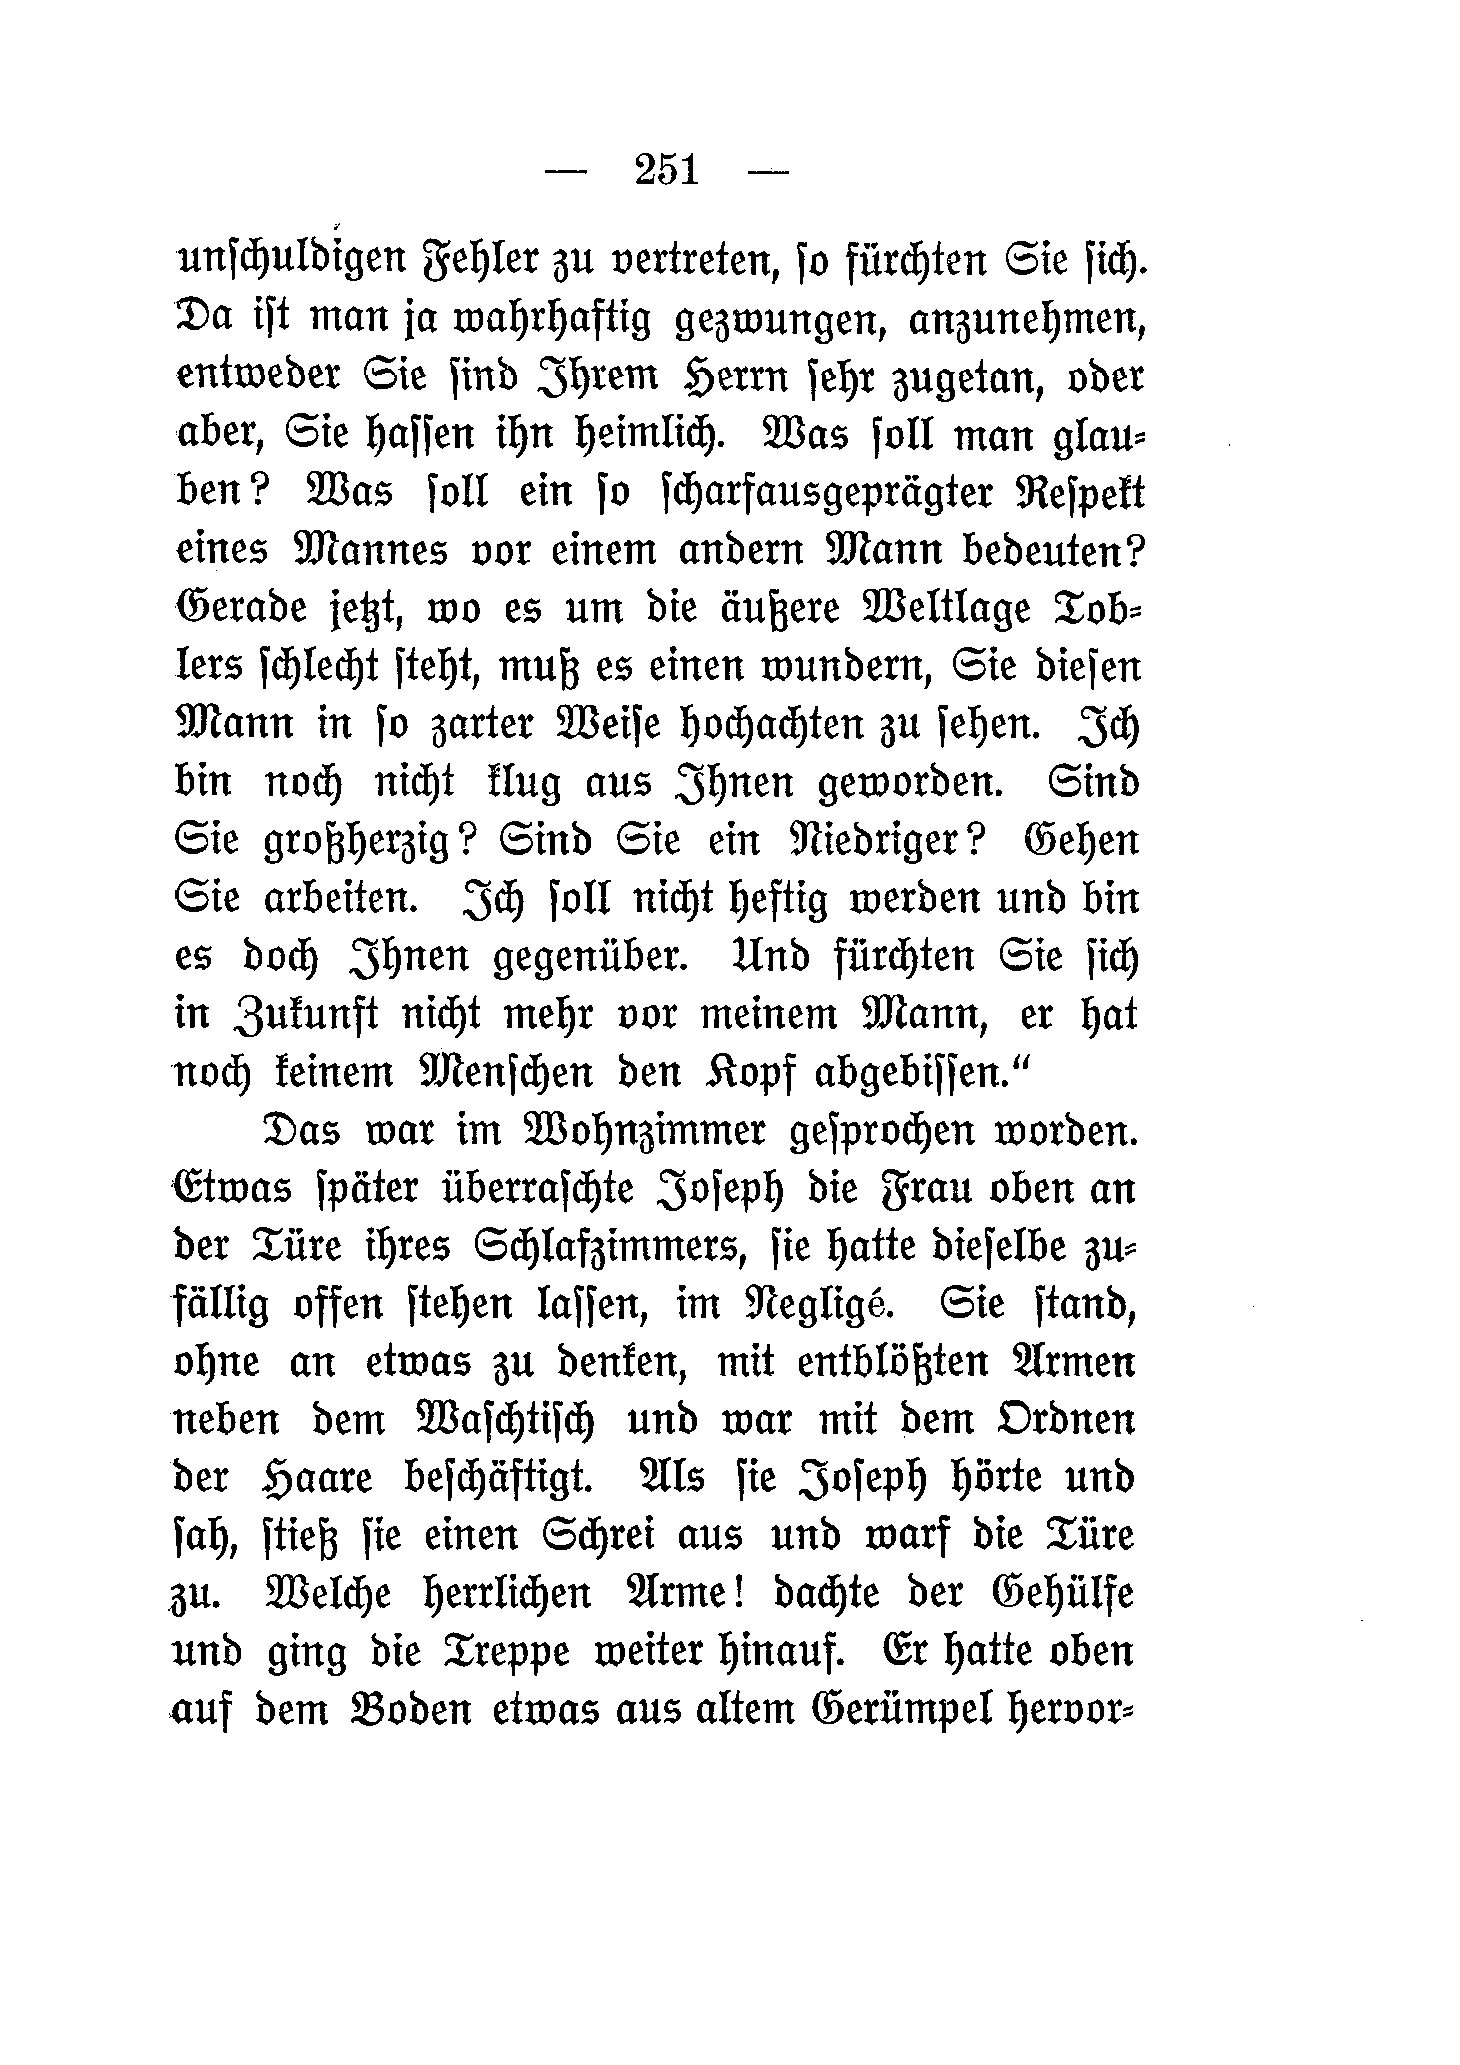 — 251 —
unſchuldigen Fehler zu vertreten, ſo fürchten Sie ſich.
Da iſt man ja wahrhaftig gezwungen, anzunehmen,
entweder Sie ſind Ihrem Herrn ſehr zugetan, oder
aber, Sie haſſen ihn heimlich. Was ſoll man glau⸗
ben? Was ſoll ein ſo ſcharfausgeprägter Reſpekt
eines Mannes vor einem andern Mann bedeuten?
Gerade jetzt, wo es um die äußere Weltlage Tob⸗
lers ſchlecht ſteht, muß es einen wundern, Sie dieſen
Mann in ſo zarter Weiſe hochachten zu ſehen. Ich
bin noch nicht klug aus Ihnen geworden. Sind
Sie großherzig? Sind Sie ein Niedriger? Gehen
Sie arbeiten. Ich ſoll nicht heftig werden und bin
es doch Ihnen gegenüber. Und fürchten Sie ſich
in Zukunft nicht mehr vor meinem Mann, er hat
noch keinem Menſchen den Kopf abgebiſſen.“
Das war im Wohnzimmer geſprochen worden.
Etwas ſpäter überraſchte Joſeph die Frau oben an
der Türe ihres Schlafzimmers, ſie hatte dieſelbe zu⸗
fällig offen ſtehen laſſen, im Negligé. Sie ſtand,
ohne an etwas zu denken, mit entblößten Armen
neben dem Waſchtiſch und war mit dem Ordnen
der Haare beſchäftigt. Als ſie Joſeph hörte und
ſah, ſtieß ſie einen Schrei aus und warf die Türe
zu. Welche herrlichen Arme! dachte der Gehülfe
und ging die Treppe weiter hinauf. Er hatte oben
auf dem Boden etwas aus altem Gerümpel hervor⸗